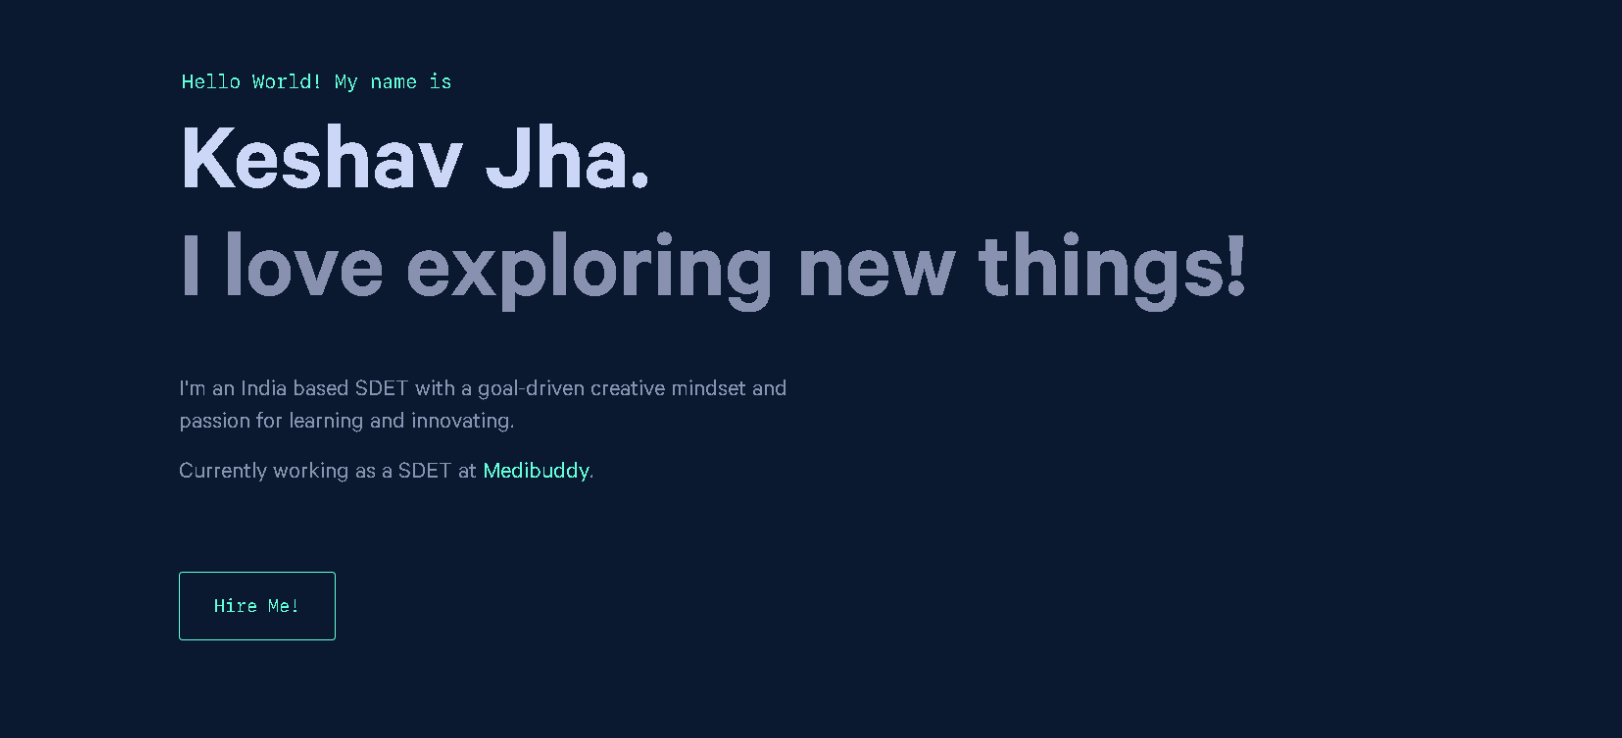 Hello World! My name is
Keshav Jha.
I love exploring new things!
I'm an India based SDET with a goal-driven creative mindset and
passion for learning and innovating.
Currently working as a SDET at Medibuddy.
Hire Me!